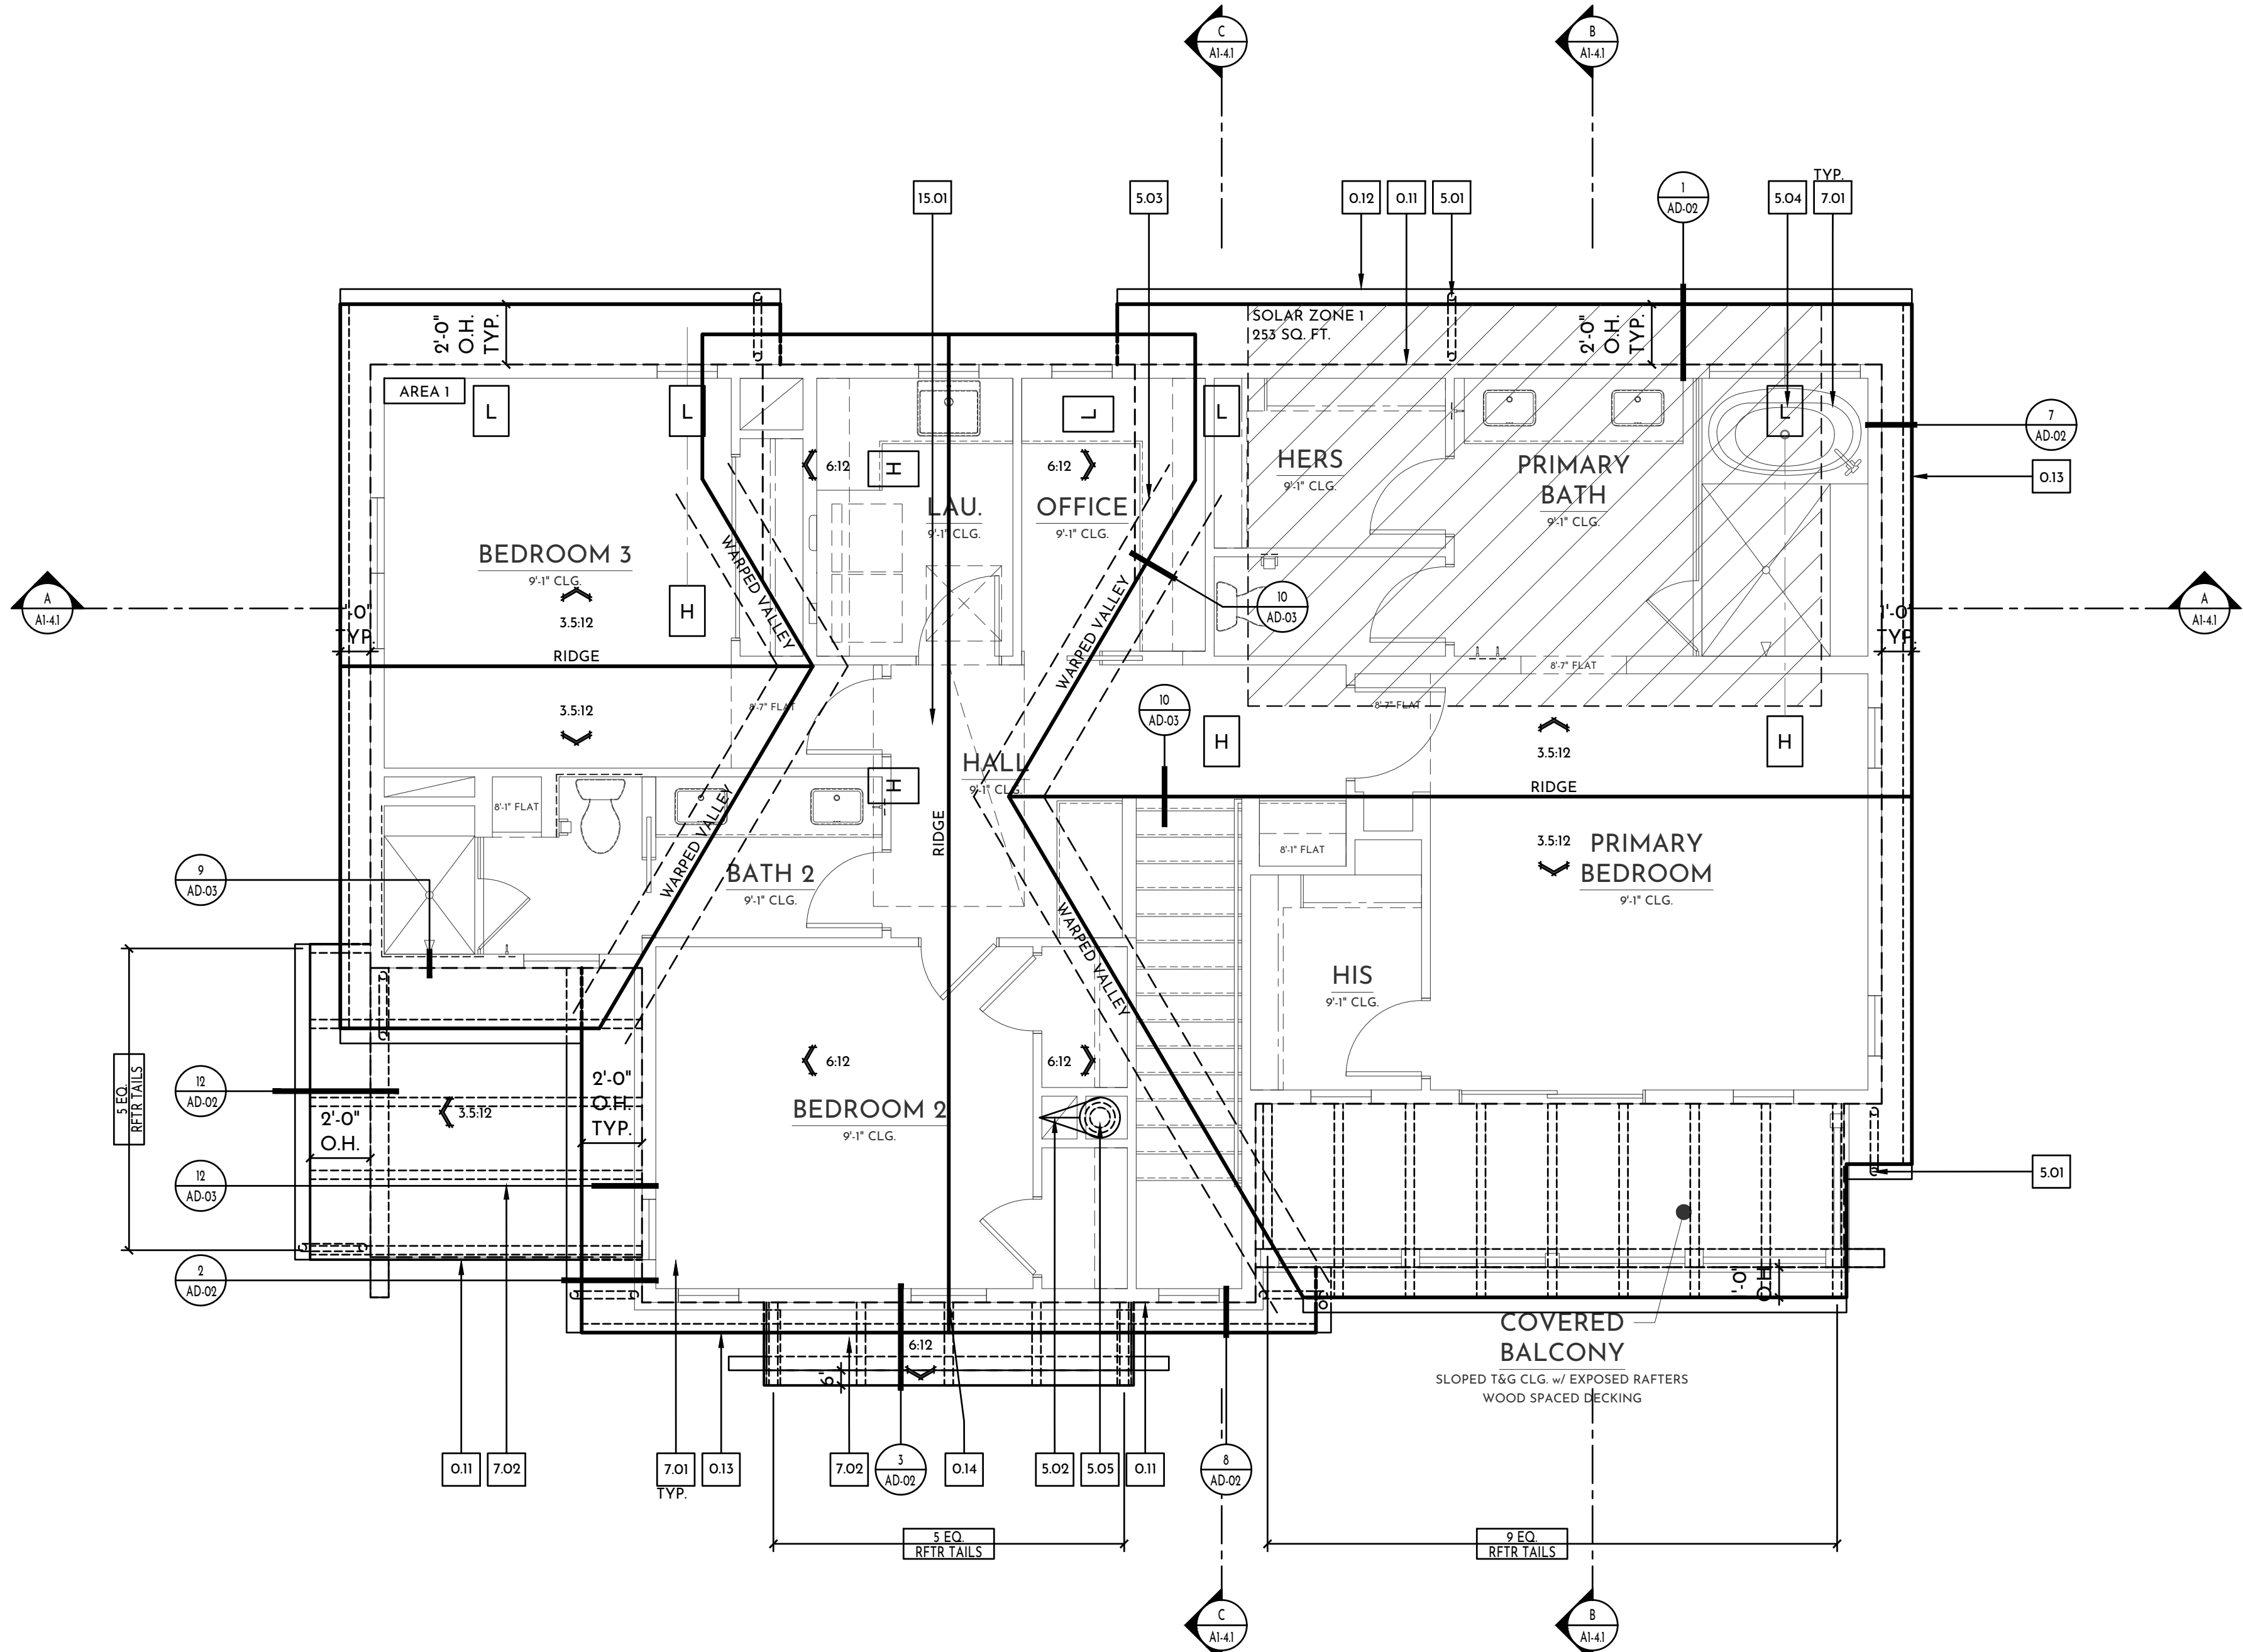 C
A1-4.1
B
A1-4.1
15.01
5.03
0.12
0.11
5.01
1
AD-02
5.04
TYP.
7.01
2'-0"
O.H.
TYP.
SOLAR ZONE 1
253 SQ. FT.
2'-0"
O.H.
TYP.
AREA 1
L
L
L
L
L
7
AD-02
0.13
6:12
H
6:12
HERS
9'-1" CLG.
PRIMARY
BATH
9'-1" CLG.
LAU.
9'-1" CLG.
OFFICE
9'-1" CLG.
BEDROOM 3
9'-1" CLG.
3.5:12
RIDGE
3.5:12
WARPED VALLEY
WARPED VALLEY
H
10
AD-03
A
A1-4.1
-0"
TYP.
1'-0"
TYP.
A
A1-4.1
8'-7" FLAT
8'-7" FLAT
8'-7" FLAT
10
AD-03
H
H
3.5:12
RIDGE
HALL
9'-1" CLG.
H
8'-1" FLAT
WARPED VALLEY
RIDGE
3.5:12
PRIMARY
BEDROOM
9'-1" CLG.
8'-1" FLAT
BATH 2
9'-1" CLG.
9
AD-03
WARPED VALLEY
HIS
9'-1" CLG.
6:12
6:12
5 EQ.
RFTR TAILS
12
AD-02
3.5:12
2'-0"
O.H.
2'-0"
O.H.
TYP.
BEDROOM 2
9'-1" CLG.
12
AD-03
5.01
2
AD-02
'-0"
O.H.
COVERED
BALCONY
SLOPED T&G CLG. w/ EXPOSED RAFTERS
WOOD SPACED DECKING
6:12
6"
0.11
7.02
7.01
TYP.
0.13
7.02
3
AD-02
0.14
5.02
5.05
0.11
8
AD-02
5 EQ.
RFTR TAILS
9 EQ.
RFTR TAILS
C
A1-4.1
B
A1-4.1